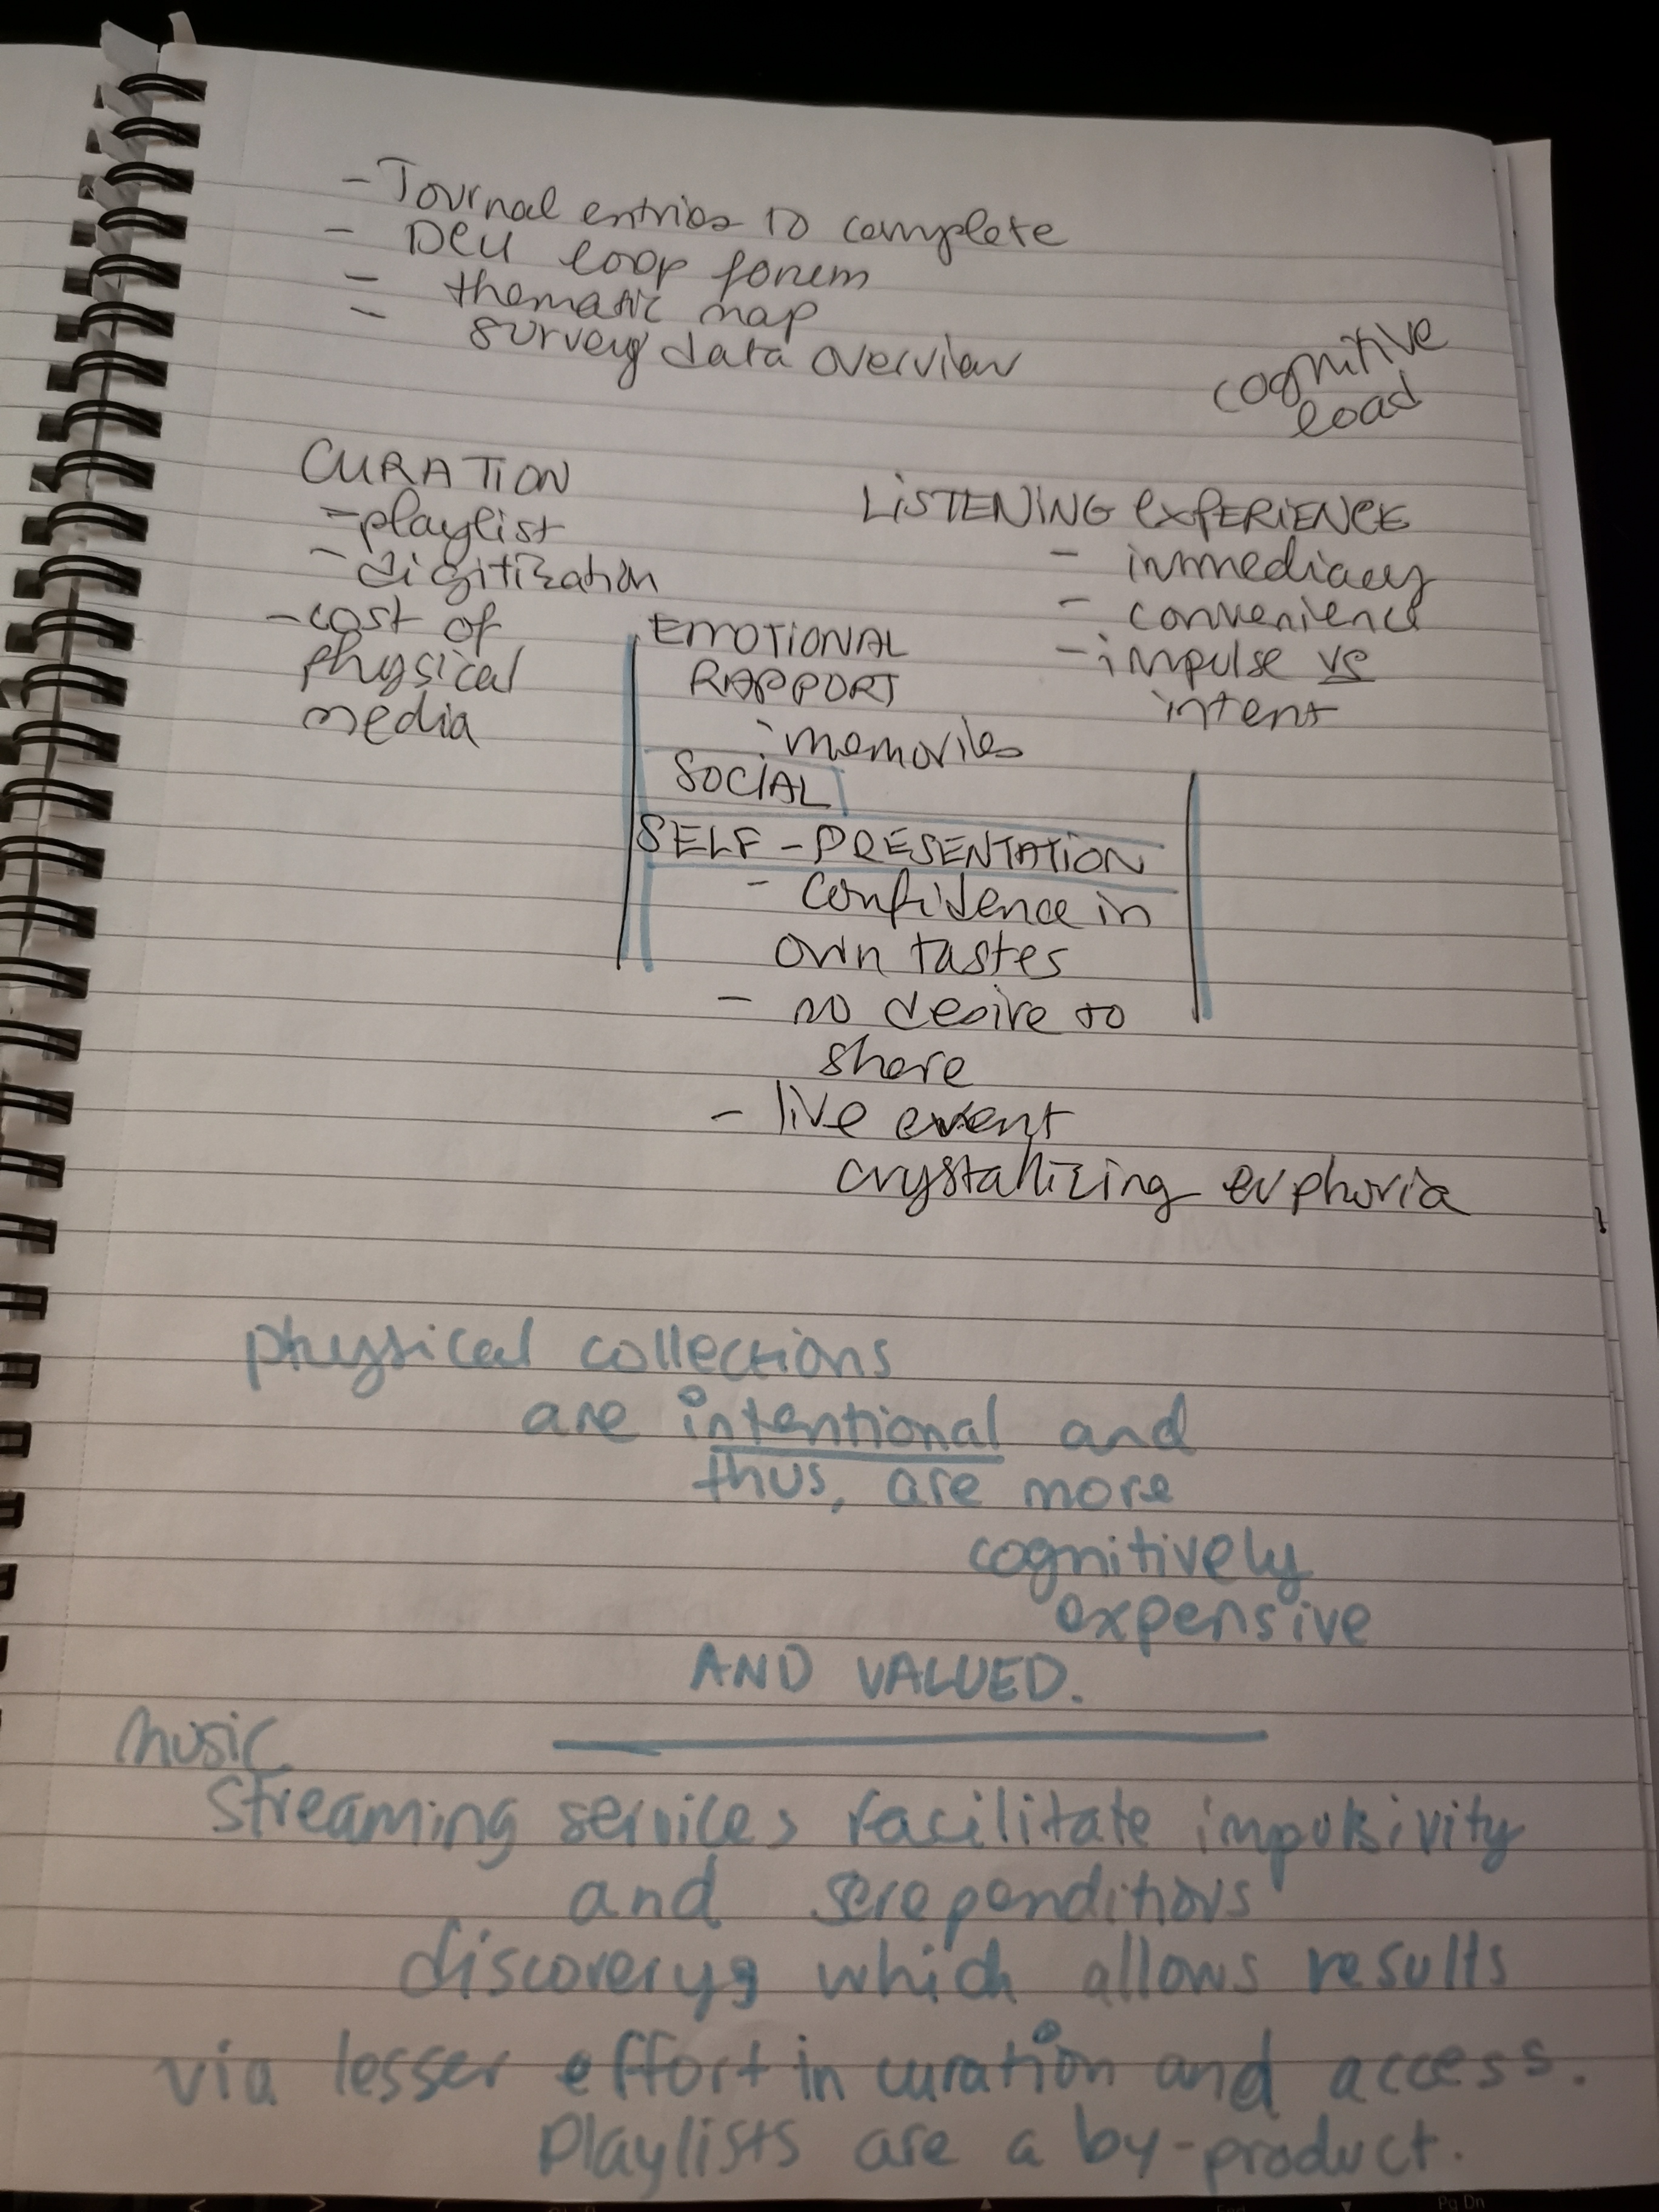 - Journal entries to complete
- DCU loop forum
- thematic map
- survey data overview
cognitive
load
CURATION
- playlist
- digitization
- cost of
physical
media
LISTENING EXPERIENCE
- immediacy
- convenience
- impulse vs
intent
EMOTIONAL
RAPPORT
: memories
SOCIAL
SELF-PRESENTATION
- confidence in
own tastes
- no desire to
share
- live event
crystallizing euphoria
physical collections
are intentional and
thus, are more
cognitively
expensive
AND VALUED.
music
streaming services facilitate impulsivity
and serependitious
discovery, which allows results
via lesser effort in curation and access.
Playlists are a by-product.
Pg Dn